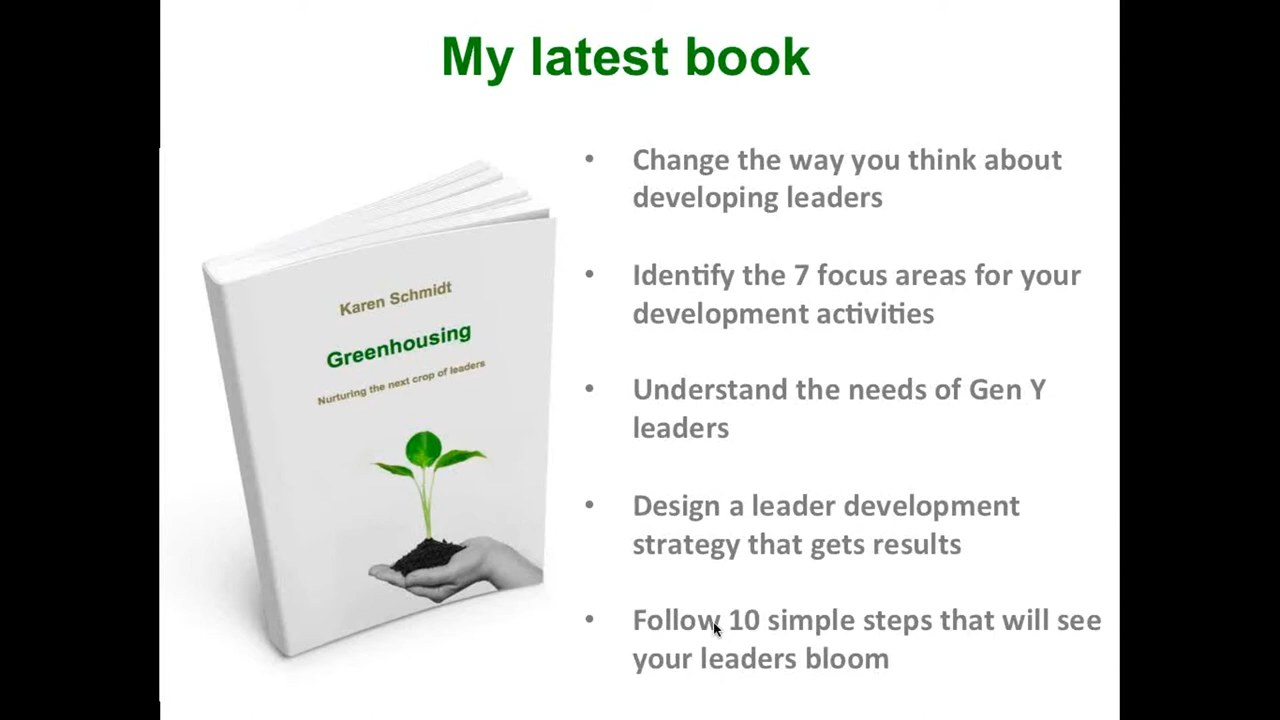 My latest book
Karen Schmidt
Greenhousing
Nurturing the next crop of leaders
• Change the way you think about
developing leaders
• Identify the 7 focus areas for your
development activities
• Understand the needs of Gen Y
leaders
• Design a leader development
strategy that gets results
• Follow 10 simple steps that will see
your leaders bloom